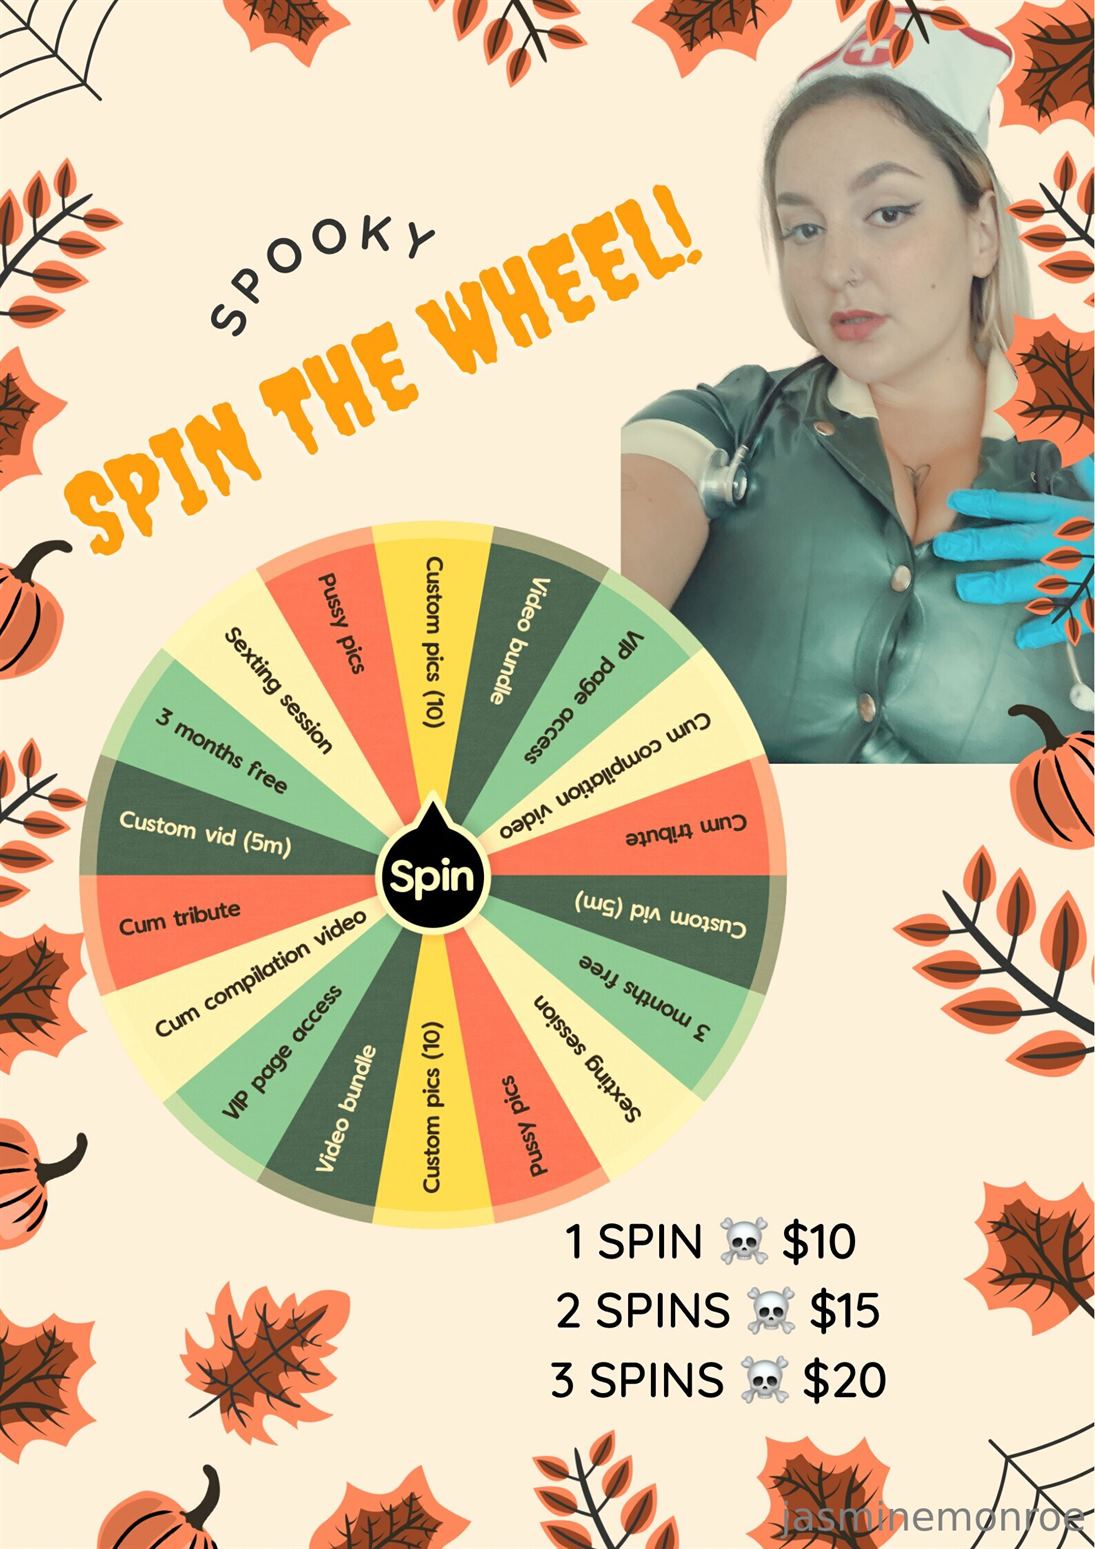 SPOOKY
SPIN THE WHEEL!
Custom pics (10)
Video bundle
VIP page access
Cum compilation video
Cum tribute
Custom vid (5m)
3 months free
Sexting session
Pussy pics
Custom pics (10)
Video bundle
VIP page access
Cum compilation video
Cum tribute
Custom vid (5m)
3 months free
Sexting session
Pussy pics
Spin
1 SPIN ☠️ $10
2 SPINS ☠️ $15
3 SPINS ☠️ $20
jasminemonroe